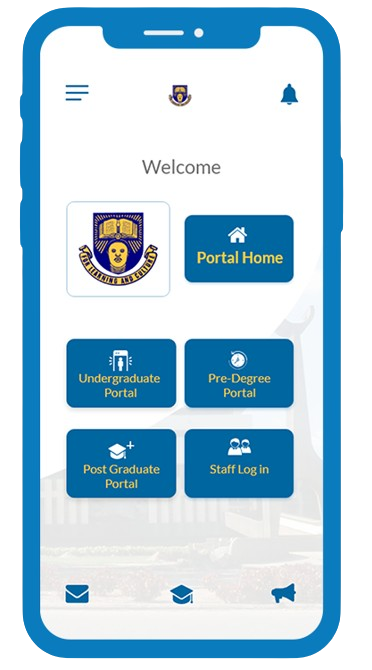 Welcome
FOR LEARNING AND CULTURE
Portal Home
Undergraduate
Portal
Pre-Degree
Portal
Post Graduate
Portal
Staff Log in